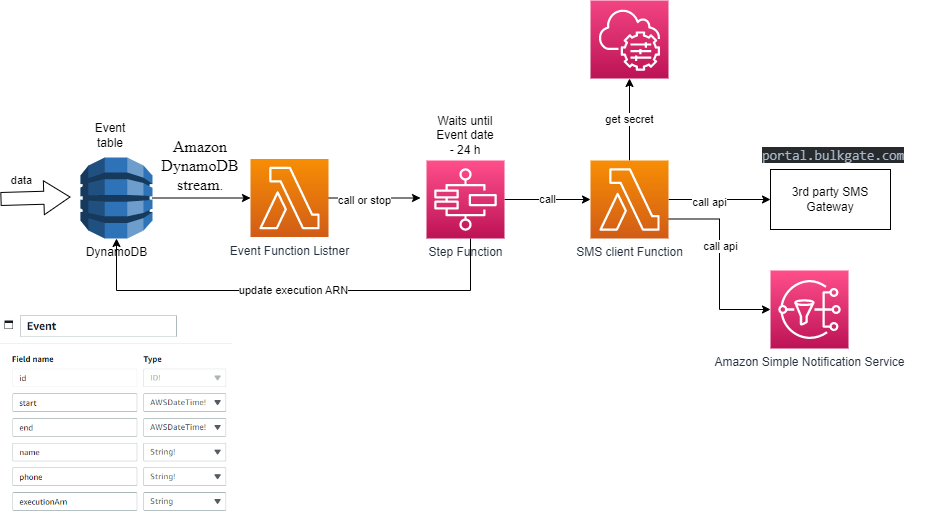 get secret
Waits until
Event date
- 24 h
Event
table
Amazon
DynamoDB
stream.
portal.bulkgate.com
data
call or stop
call
call api
3rd party SMS
Gateway
call api
DynamoDB
Event Function Listner
Step Function
SMS client Function
update execution ARN
Amazon Simple Notification Service
Event
Field name Type
id ID!
start AWSDateTime!
end AWSDateTime!
name String!
phone String!
executionArn String